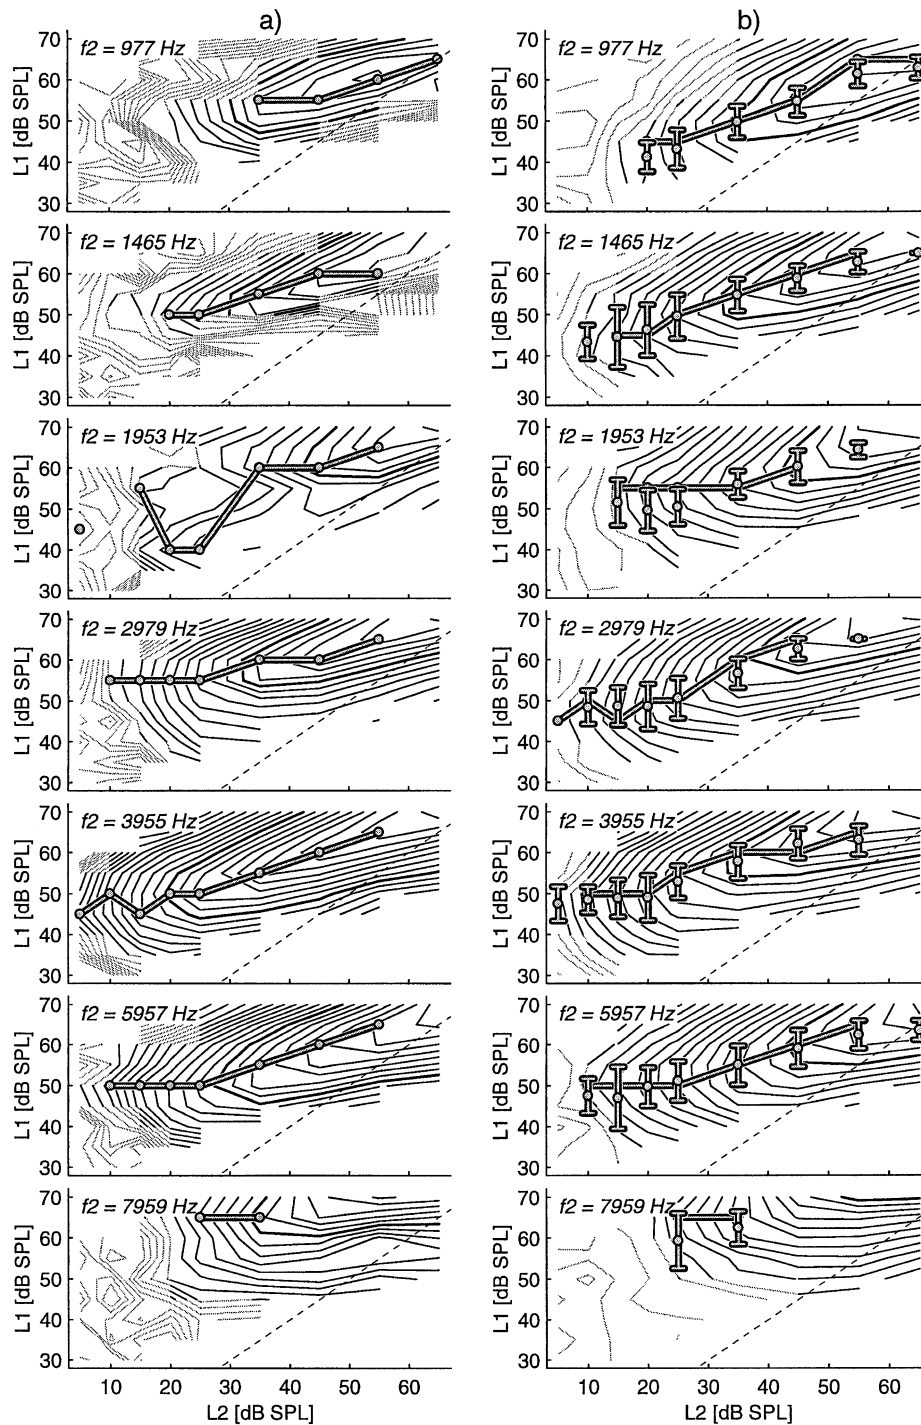 a)
b)
f2 = 977 Hz
f2 = 977 Hz
L1 [dB SPL]
70
60
50
40
30
L1 [dB SPL]
70
60
50
40
30
f2 = 1465 Hz
f2 = 1465 Hz
L1 [dB SPL]
70
60
50
40
30
L1 [dB SPL]
70
60
50
40
30
f2 = 1953 Hz
f2 = 1953 Hz
L1 [dB SPL]
70
60
50
40
30
L1 [dB SPL]
70
60
50
40
30
f2 = 2979 Hz
f2 = 2979 Hz
L1 [dB SPL]
70
60
50
40
30
L1 [dB SPL]
70
60
50
40
30
f2 = 3955 Hz
f2 = 3955 Hz
L1 [dB SPL]
70
60
50
40
30
L1 [dB SPL]
70
60
50
40
30
f2 = 5957 Hz
f2 = 5957 Hz
L1 [dB SPL]
70
60
50
40
30
L1 [dB SPL]
70
60
50
40
30
f2 = 7959 Hz
f2 = 7959 Hz
L1 [dB SPL]
70
60
50
40
30
L1 [dB SPL]
70
60
50
40
30
10 20 30 40 50 60
10 20 30 40 50 60
L2 [dB SPL]
L2 [dB SPL]